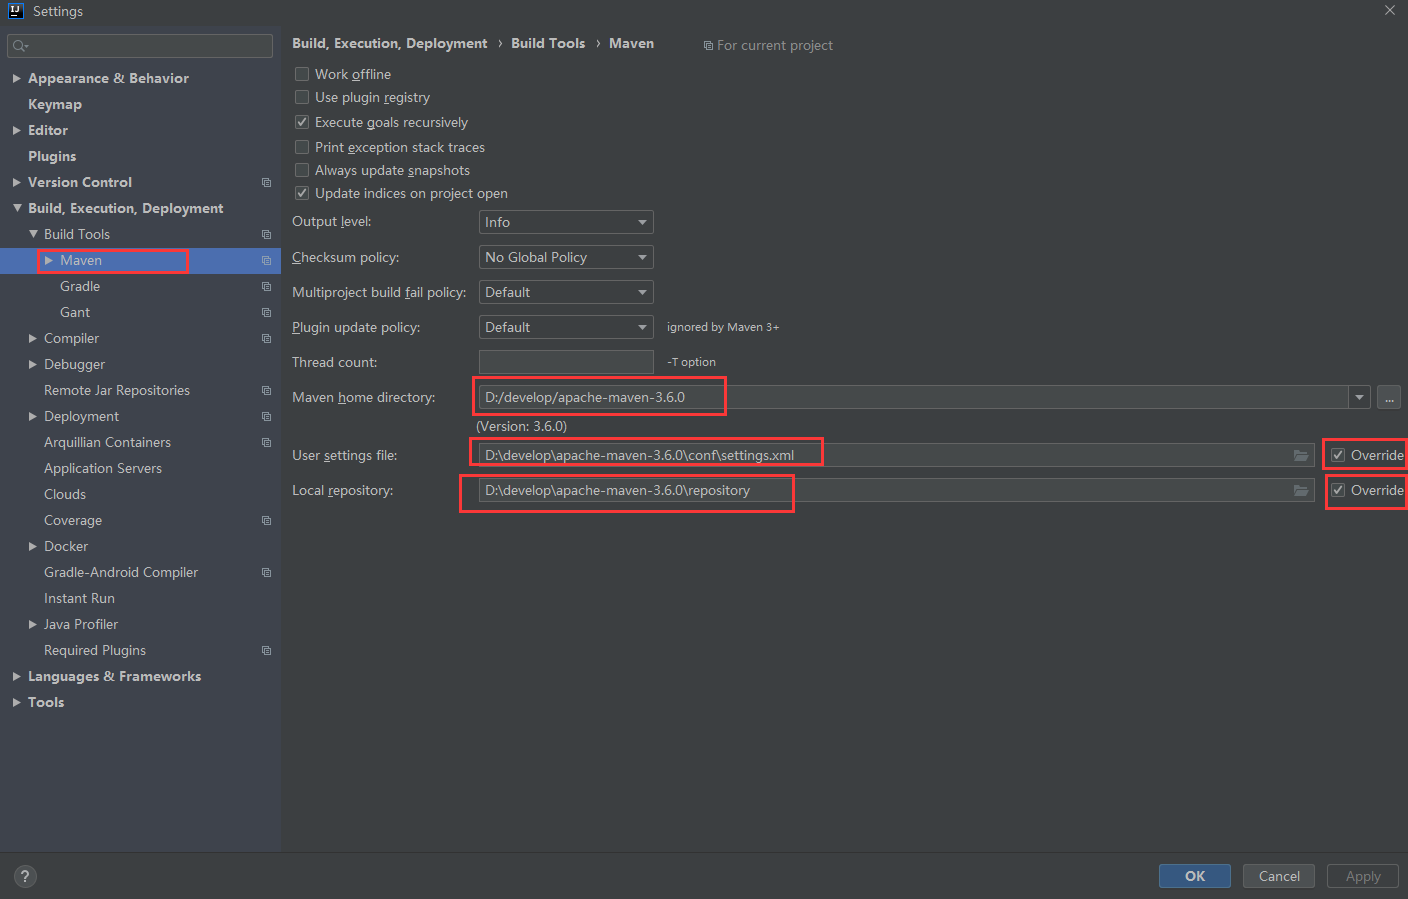 IJ Settings
Appearance & Behavior
Keymap
Editor
Plugins
Version Control
Build, Execution, Deployment
Build Tools
Maven
Gradle
Gant
Compiler
Debugger
Remote Jar Repositories
Deployment
Arquillian Containers
Application Servers
Clouds
Coverage
Docker
Gradle-Android Compiler
Instant Run
Java Profiler
Required Plugins
Languages & Frameworks
Tools
Build, Execution, Deployment › Build Tools › Maven For current project
Work offline
Use plugin registry
Execute goals recursively
Print exception stack traces
Always update snapshots
Update indices on project open
Output level: Info
Checksum policy: No Global Policy
Multiproject build fail policy: Default
Plugin update policy: Default ignored by Maven 3+
Thread count: -T option
Maven home directory: D:/develop/apache-maven-3.6.0 ...
(Version: 3.6.0)
User settings file: D:\develop\apache-maven-3.6.0\conf\settings.xml Override
Local repository: D:\develop\apache-maven-3.6.0\repository Override
? OK Cancel Apply